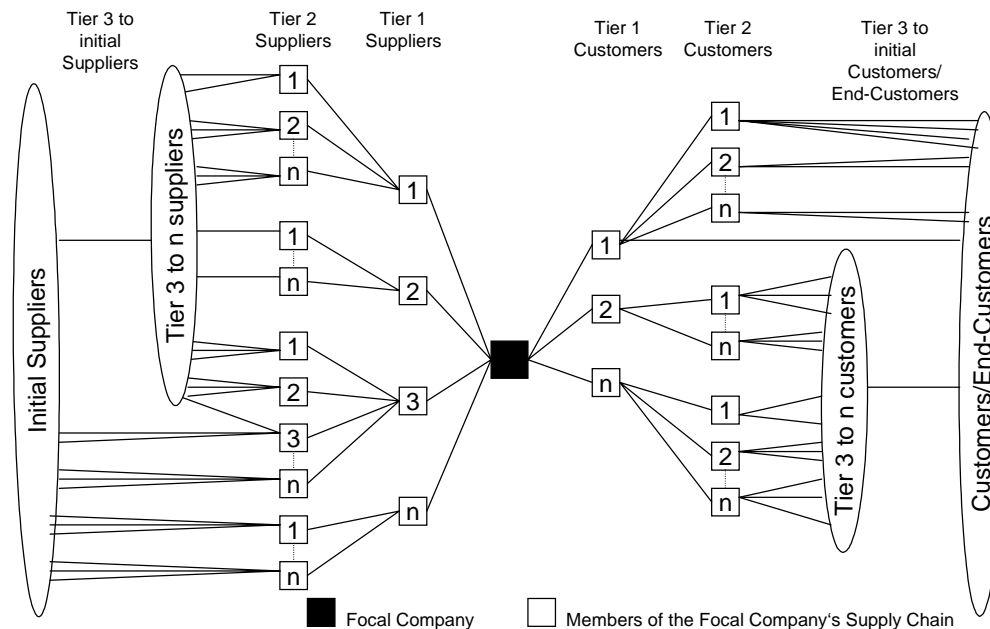 Tier 3 to
initial
Suppliers
Tier 2
Suppliers
Tier 1
Suppliers
Tier 1
Customers
Tier 2
Customers
Tier 3 to
initial
Customers/
End-Customers
Initial Suppliers
Tier 3 to n suppliers
1
2
n
1
n
1
2
3
n
1
n
1
2
3
n
1
2
n
1
2
n
1
n
1
2
n
Tier 3 to n customers
Customers/End-Customers
Focal Company
Members of the Focal Company‘s Supply Chain